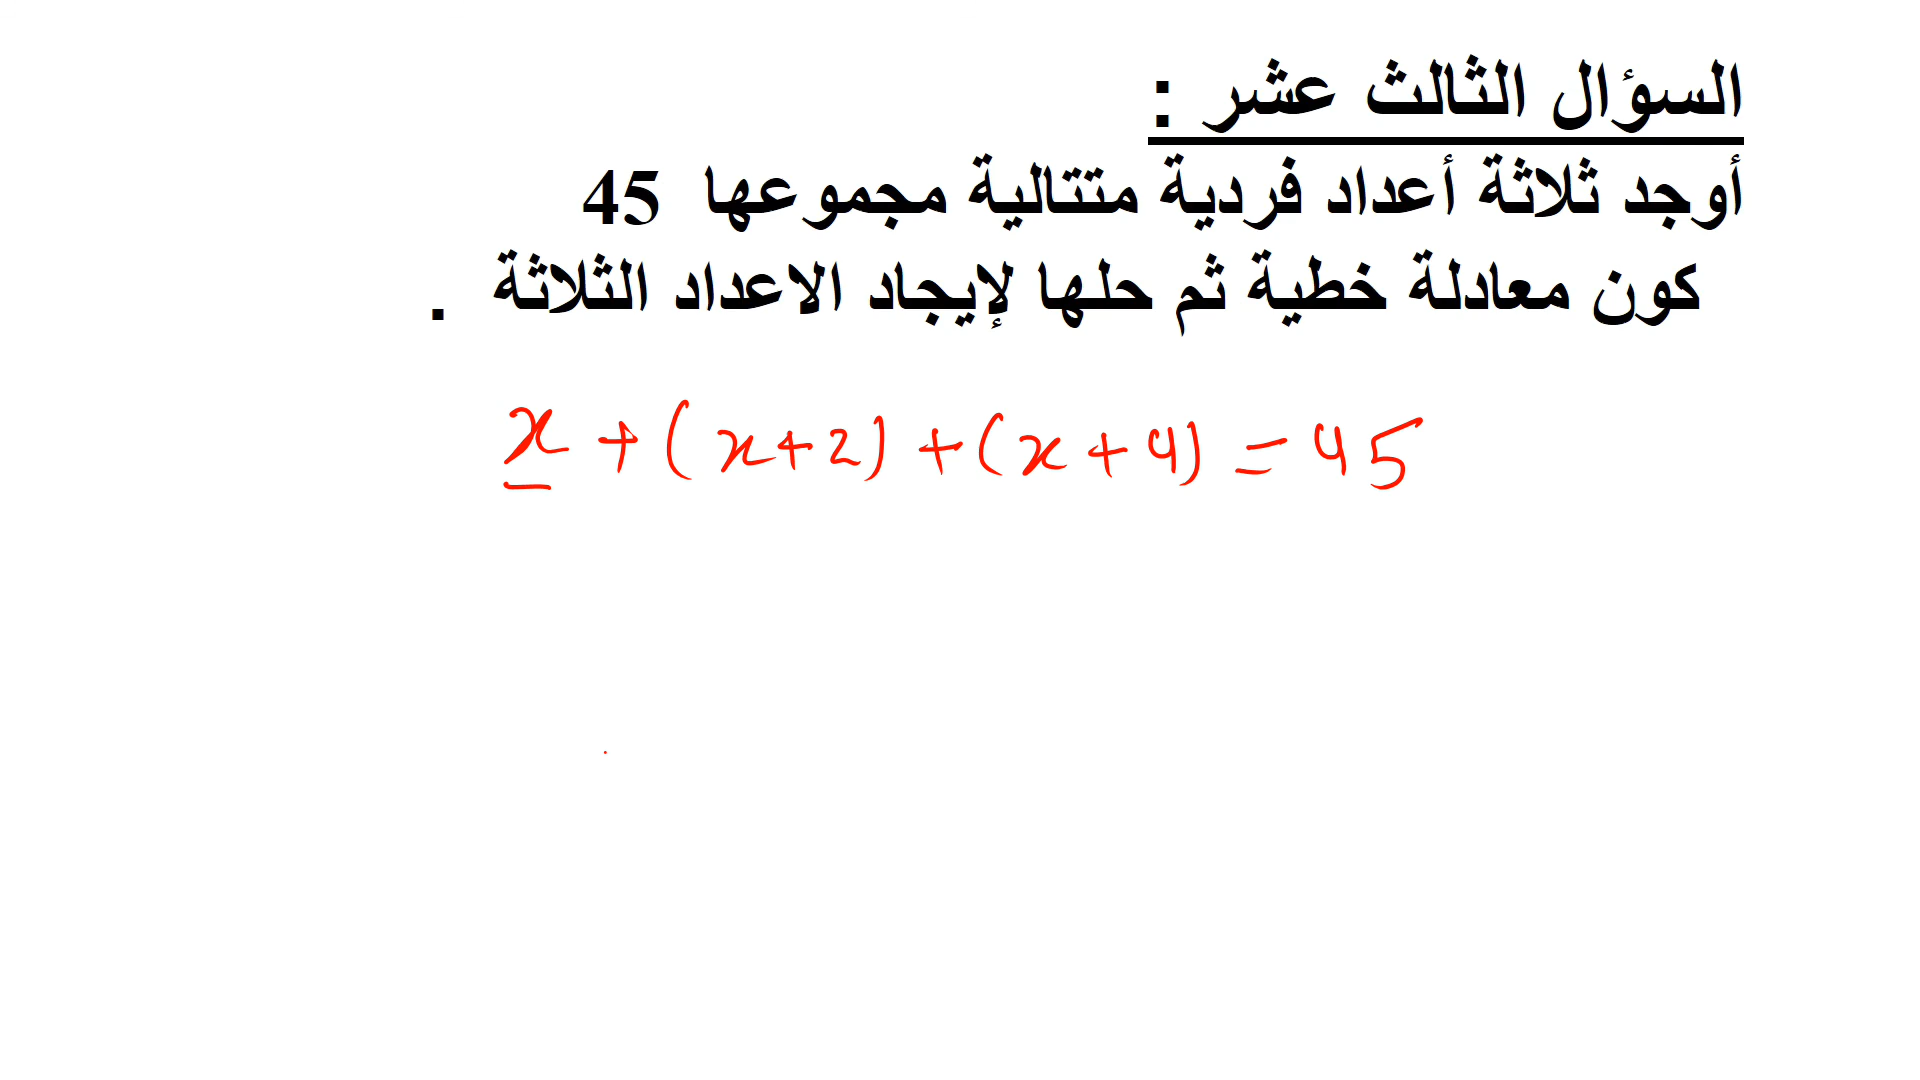 السؤال الثالث عشر :
أوجد ثلاثة أعداد فردية متتالية مجموعها 45
كون معادلة خطية ثم حلها لإيجاد الاعداد الثلاثة .
x + (x+2) + (x+4) = 45